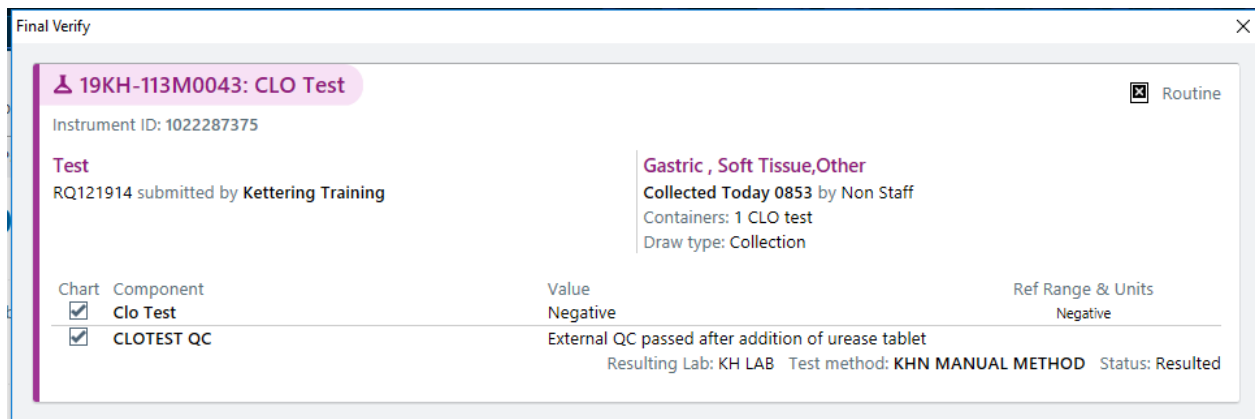 Final Verify
19KH-113M0043: CLO Test
Routine
Instrument ID: 1022287375
Test
RQ121914 submitted by Kettering Training
Gastric , Soft Tissue,Other
Collected Today 0853 by Non Staff
Containers: 1 CLO test
Draw type: Collection
Chart Component Value Ref Range & Units
Clo Test Negative Negative
CLOTEST QC External QC passed after addition of urease tablet
Resulting Lab: KH LAB Test method: KHN MANUAL METHOD Status: Resulted